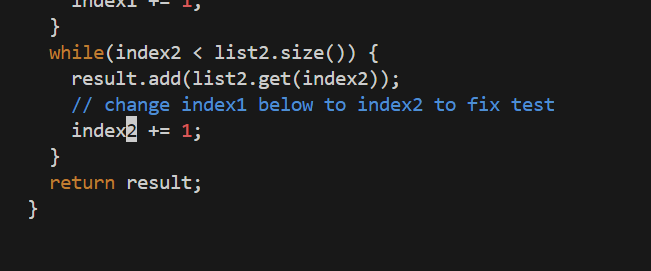 index1 += 1;
}
while(index2 < list2.size()) {
result.add(list2.get(index2));
// change index1 below to index2 to fix test
index2 += 1;
}
return result;
}